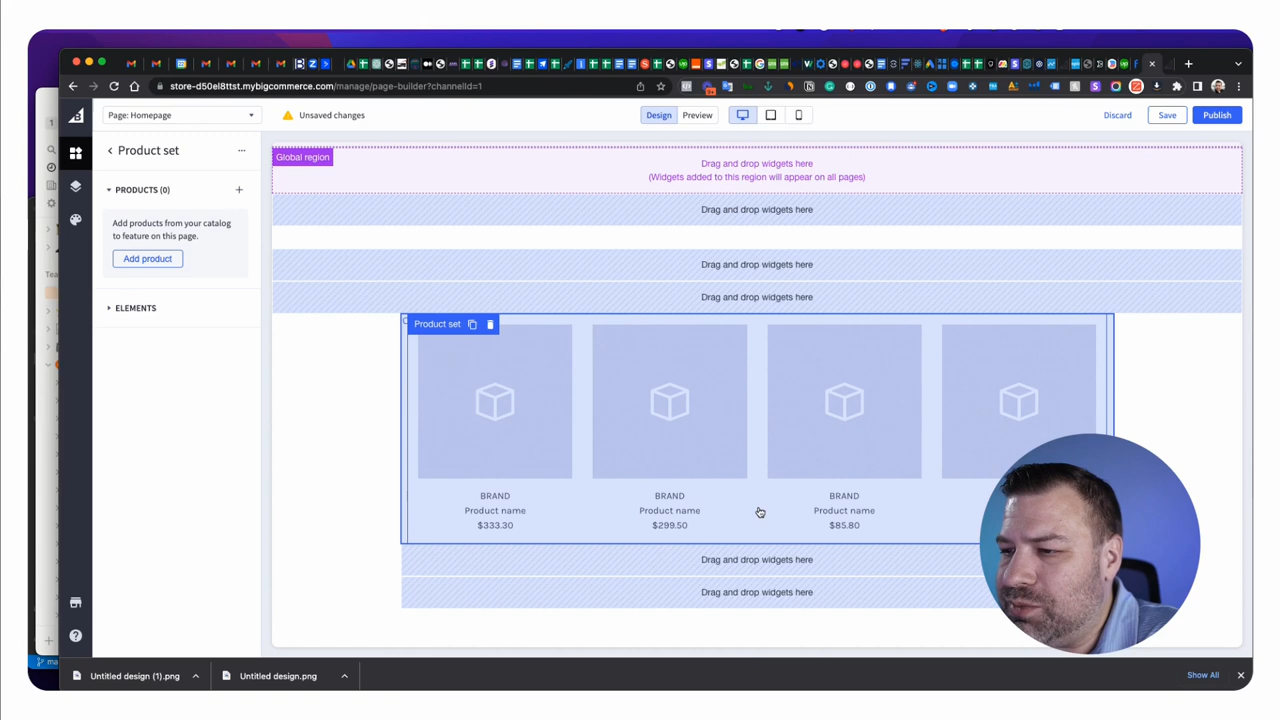 store-d50el8ttst.mybigcommerce.com/manage/page-builder?channelId=1
Page: Homepage
Unsaved changes
Design
Preview
Discard
Save
Publish
Product set
PRODUCTS (0)
Add products from your catalog
to feature on this page.
Add product
ELEMENTS
Global region
Drag and drop widgets here
(Widgets added to this region will appear on all pages)
Drag and drop widgets here
Drag and drop widgets here
Drag and drop widgets here
Product set
BRAND
Product name
$333.30
BRAND
Product name
$299.50
BRAND
Product name
$85.80
Drag and drop widgets here
Drag and drop widgets here
Tea
ma
Untitled design (1).png
Untitled design.png
Show All